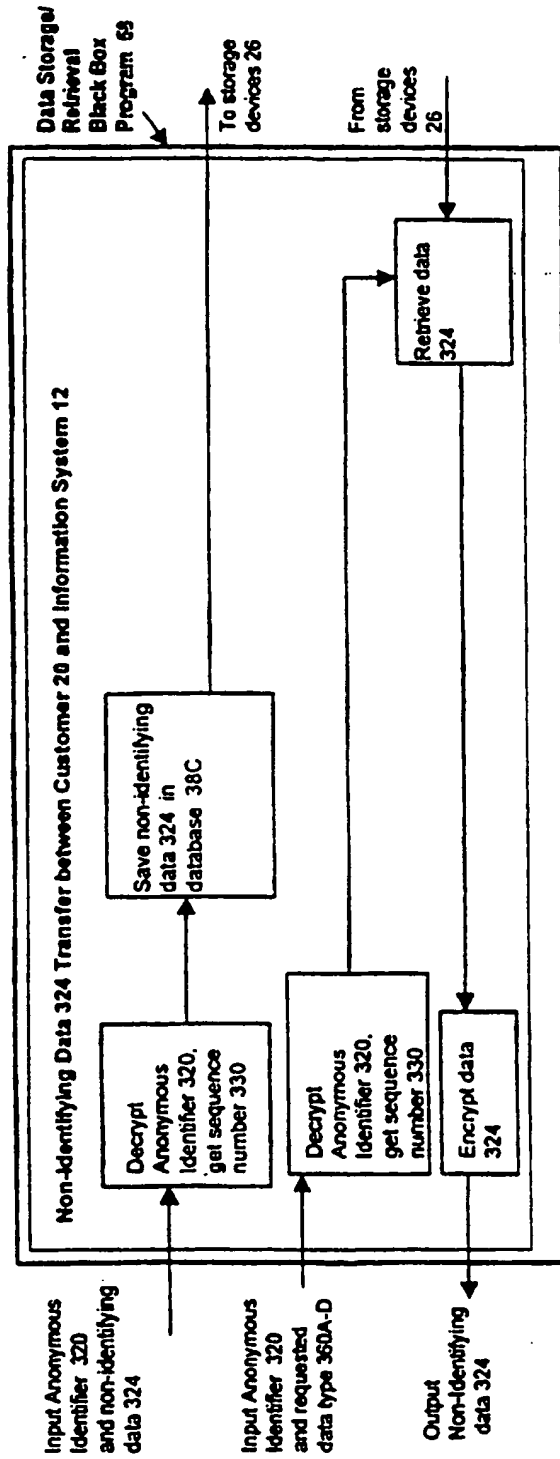 Data Storage/
Retrieval
Black Box
Program 68
Non-Identifying Data 324 Transfer between Customer 20 and Information System 12
Input Anonymous
Identifier 320
and non-identifying
data 324
Decrypt
Anonymous
Identifier 320,
get sequence
number 330
Save non-identifying
data 324 in
database 38C
To storage
devices 26
Input Anonymous
Identifier 320
and requested
data type 360A-D
Decrypt
Anonymous
Identifier 320,
get sequence
number 330
Retrieve data
324
From
storage
devices
26
Encrypt data
324
Output
Non-Identifying
data 324